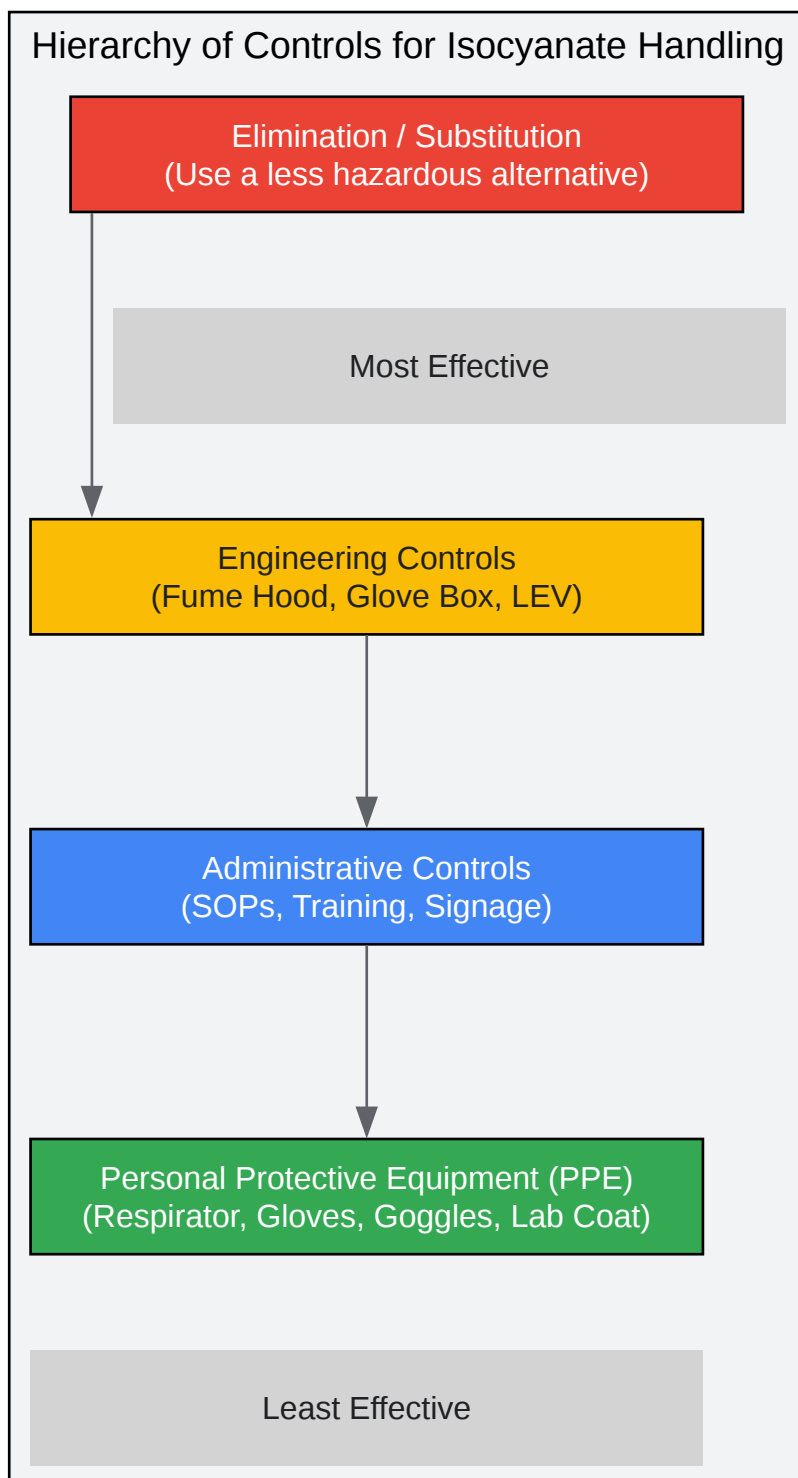 Hierarchy of Controls for Isocyanate Handling
Elimination / Substitution
(Use a less hazardous alternative)
Most Effective
Engineering Controls
(Fume Hood, Glove Box, LEV)
Administrative Controls
(SOPs, Training, Signage)
Personal Protective Equipment (PPE)
(Respirator, Gloves, Goggles, Lab Coat)
Least Effective